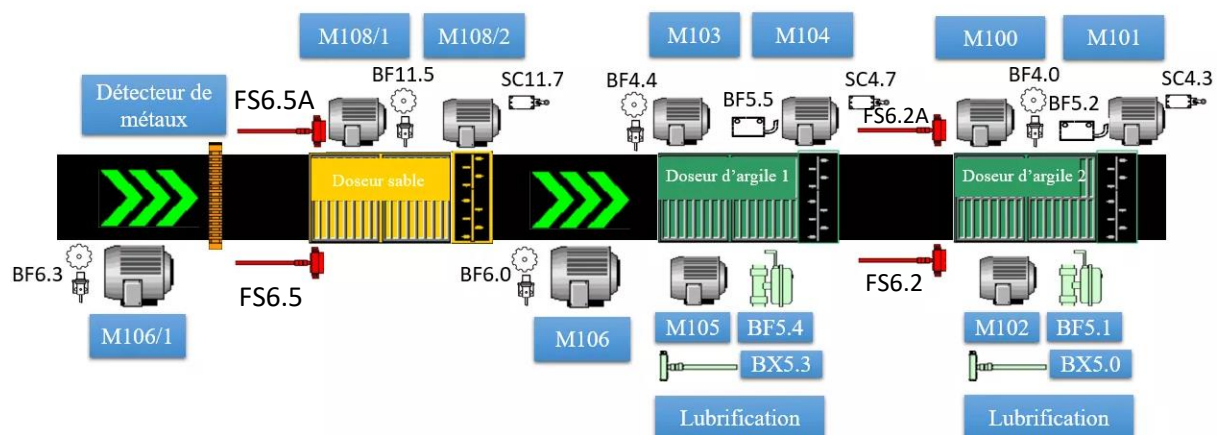 M108/1
M108/2
M103
M104
M100
M101
BF11.5
SC11.7
BF4.4
BF5.5
SC4.7
BF4.0
BF5.2
SC4.3
Détecteur de
métaux
FS6.5A
FS6.2A
Doseur sable
Doseur d’argile 1
Doseur d’argile 2
BF6.3
FS6.5
BF6.0
FS6.2
M106/1
M106
M105
BF5.4
M102
BF5.1
BX5.3
BX5.0
Lubrification
Lubrification